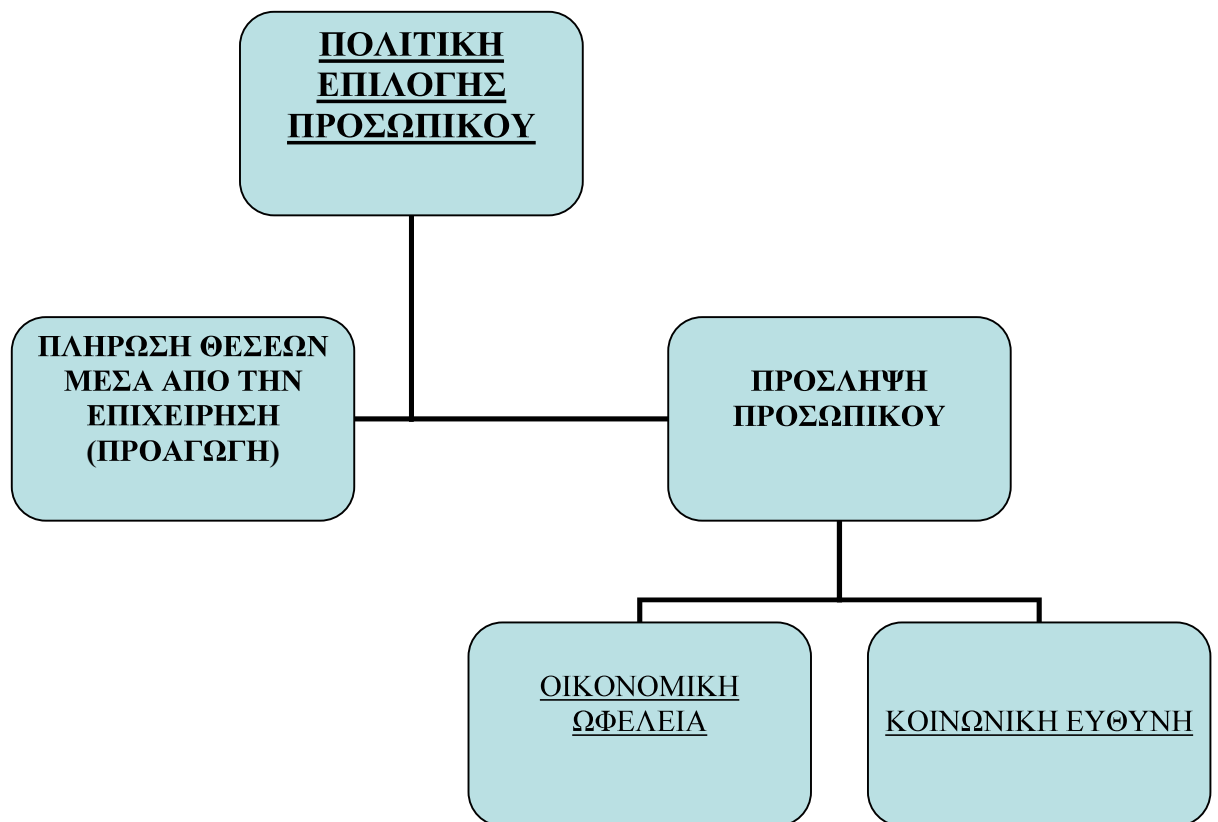 ΠΟΛΙΤΙΚΗ
ΕΠΙΛΟΓΗΣ
ΠΡΟΣΩΠΙΚΟΥ
ΠΛΗΡΩΣΗ ΘΕΣΕΩΝ
ΜΕΣΑ ΑΠΟ ΤΗΝ
ΕΠΙΧΕΙΡΗΣΗ
(ΠΡΟΑΓΩΓΗ)
ΠΡΟΣΛΗΨΗ
ΠΡΟΣΩΠΙΚΟΥ
ΟΙΚΟΝΟΜΙΚΗ
ΩΦΕΛΕΙΑ
ΚΟΙΝΩΝΙΚΗ ΕΥΘΥΝΗ